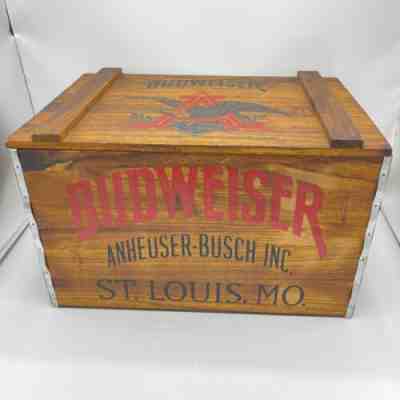 BUDWEISER
BUDWEISER
ANHEUSER-BUSCH INC.
ST. LOUIS, MO.